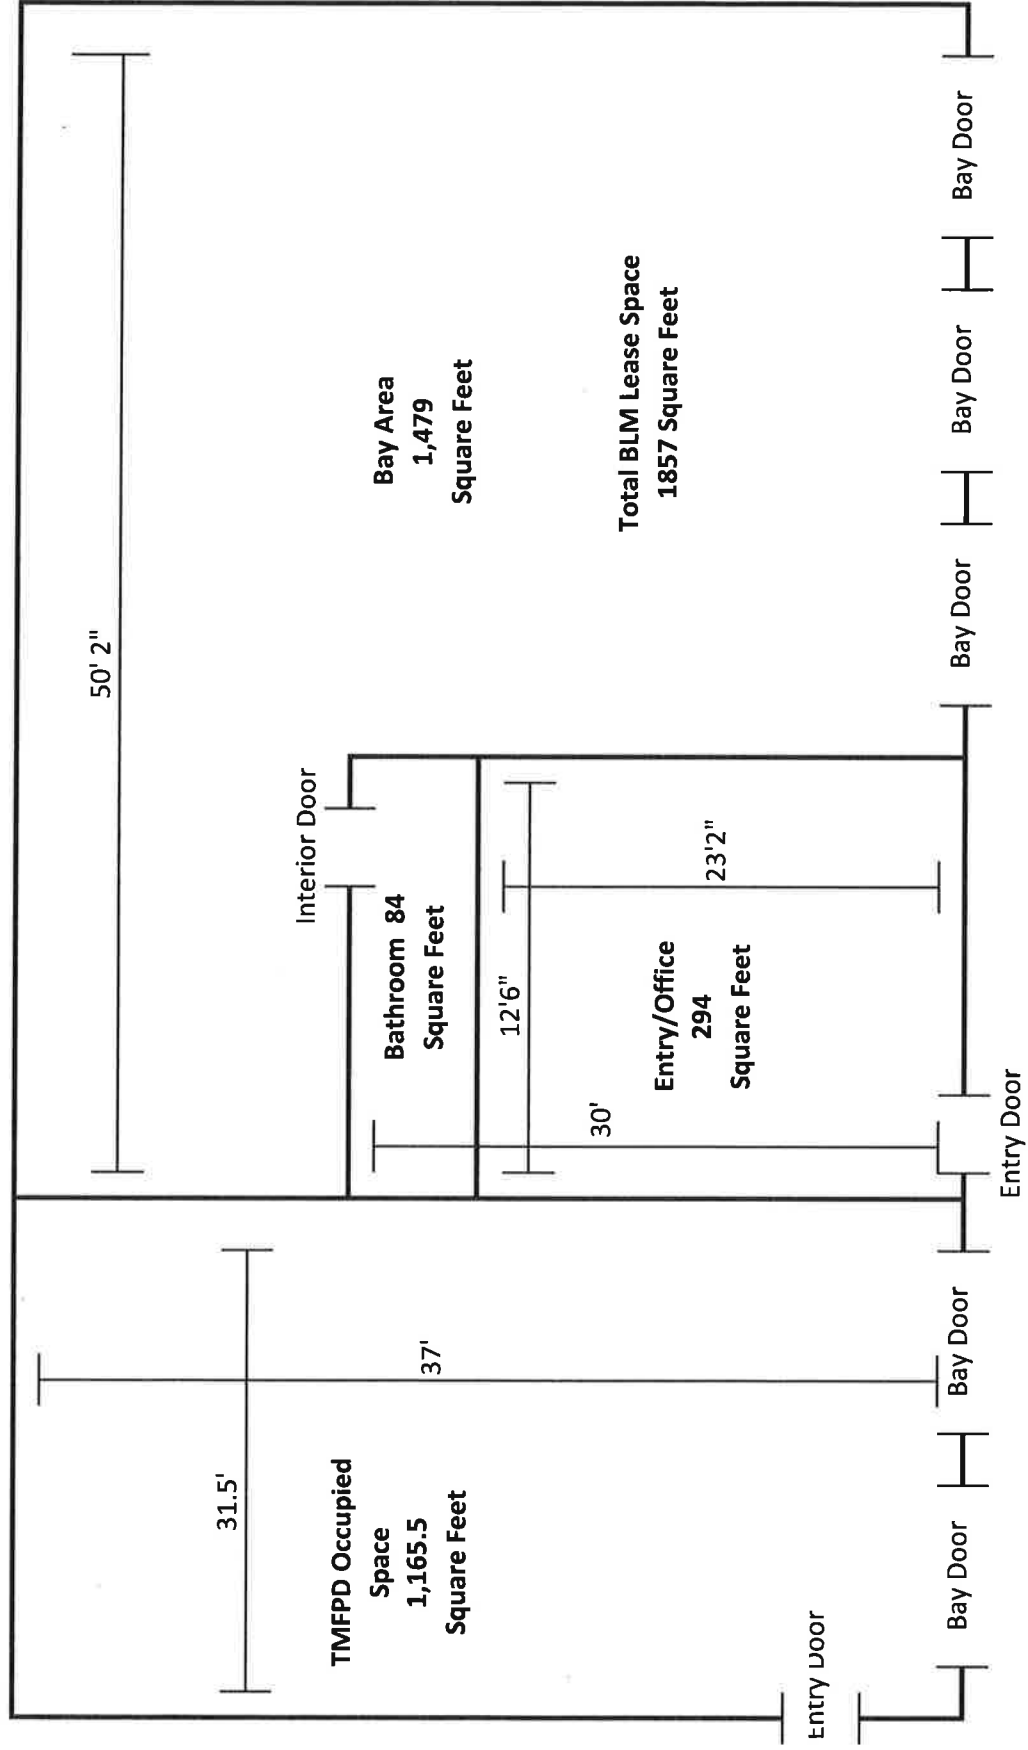 50' 2"
Interior Door
31.5'
37'
TMFPD Occupied
Space
1,165.5
Square Feet
Bathroom 84
Square Feet
12'6"
30'
23'2"
Entry/Office
294
Square Feet
Bay Area
1,479
Square Feet
Total BLM Lease Space
1857 Square Feet
Entry Door
Bay Door
Bay Door
Entry Door
Bay Door
Bay Door
Bay Door